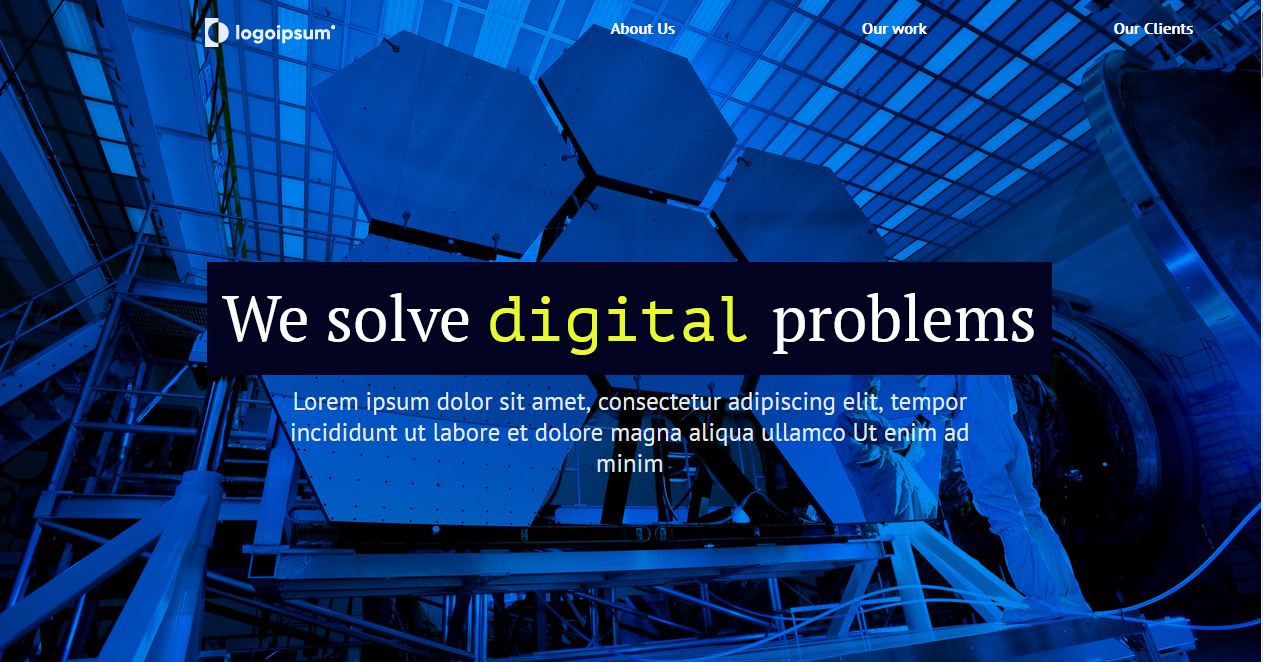 logoipsum
About Us
Our work
Our Clients
We solve digital problems
Lorem ipsum dolor sit amet, consectetur adipiscing elit, tempor
incididunt ut labore et dolore magna aliqua ullamco Ut enim ad
minim